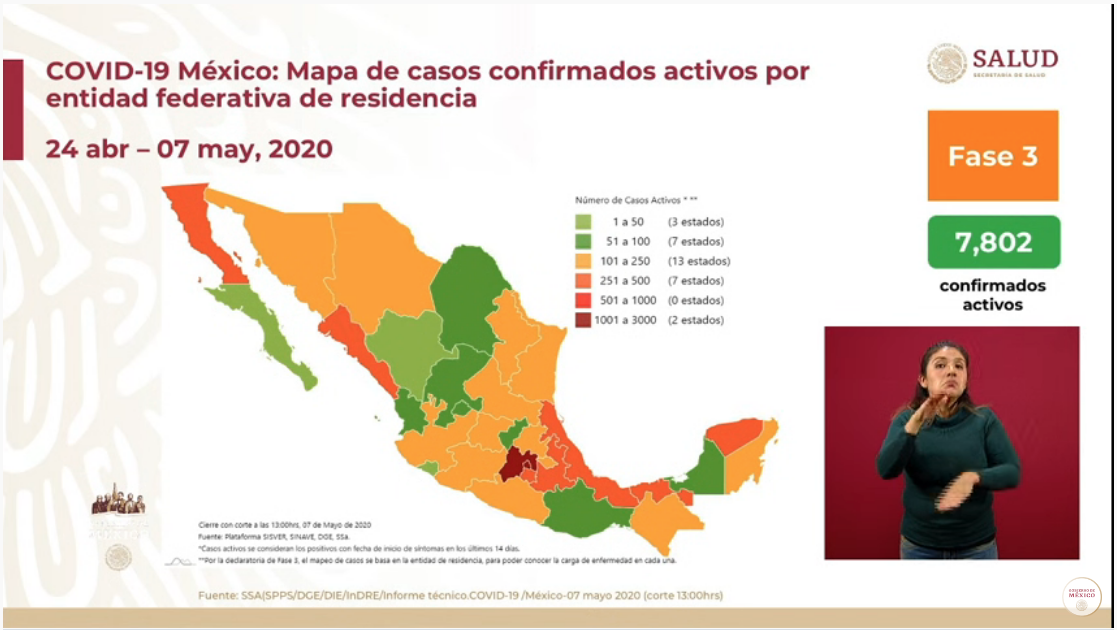 COVID-19 México: Mapa de casos confirmados activos por
entidad federativa de residencia
24 abr – 07 may, 2020
SALUD
SECRETARÍA DE SALUD
Fase 3
7,802
confirmados
activos
Número de Casos Activos * **
1 a 50 (3 estados)
51 a 100 (7 estados)
101 a 250 (13 estados)
251 a 500 (7 estados)
501 a 1000 (0 estados)
1001 a 3000 (2 estados)
Cierre con corte a las 13:00hrs, 07 de Mayo de 2020
Fuente: Plataforma SISVER, SINAVE, DGE, SSa.
*Casos activos se consideran los positivos con fecha de inicio de síntomas en los últimos 14 días.
**Por la declaratoria de Fase 3, el mapeo de casos se basa en la entidad de residencia, para poder conocer la carga de enfermedad en cada una.
Fuente: SSA(SPPS/DGE/DIE/InDRE/Informe técnico.COVID-19 /México-07 mayo 2020 (corte 13:00hrs)
GOBIERNO DE
MÉXICO